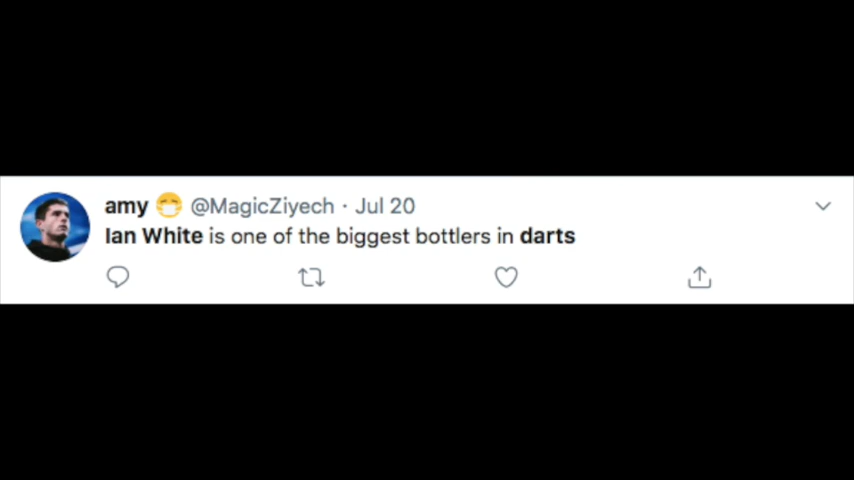 amy 😷 @MagicZiyech · Jul 20
Ian White is one of the biggest bottlers in darts